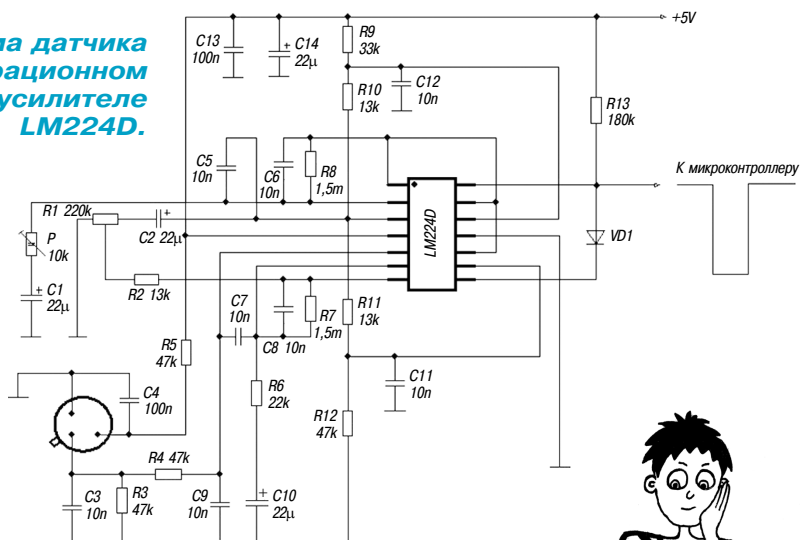 ма датчика
рационном
усилителе
LM224D.
+5V
C13
100n
+ C14
22µ
R9
33k
R10
13k
C12
10n
R13
180k
C5
10n
C6
10n
R8
1,5m
К микроконтроллеру
R1 220k
+
C2 22µ
P
10k
LM224D
VD1
+ C1
22µ
R2 13k
C7
10n
C8 10n
R7
1,5m
R11
13k
R5
47k
C4
100n
R6
22k
C11
10n
R12
47k
R4 47k
C3
10n
R3
47k
C9
10n
+ C10
22µ